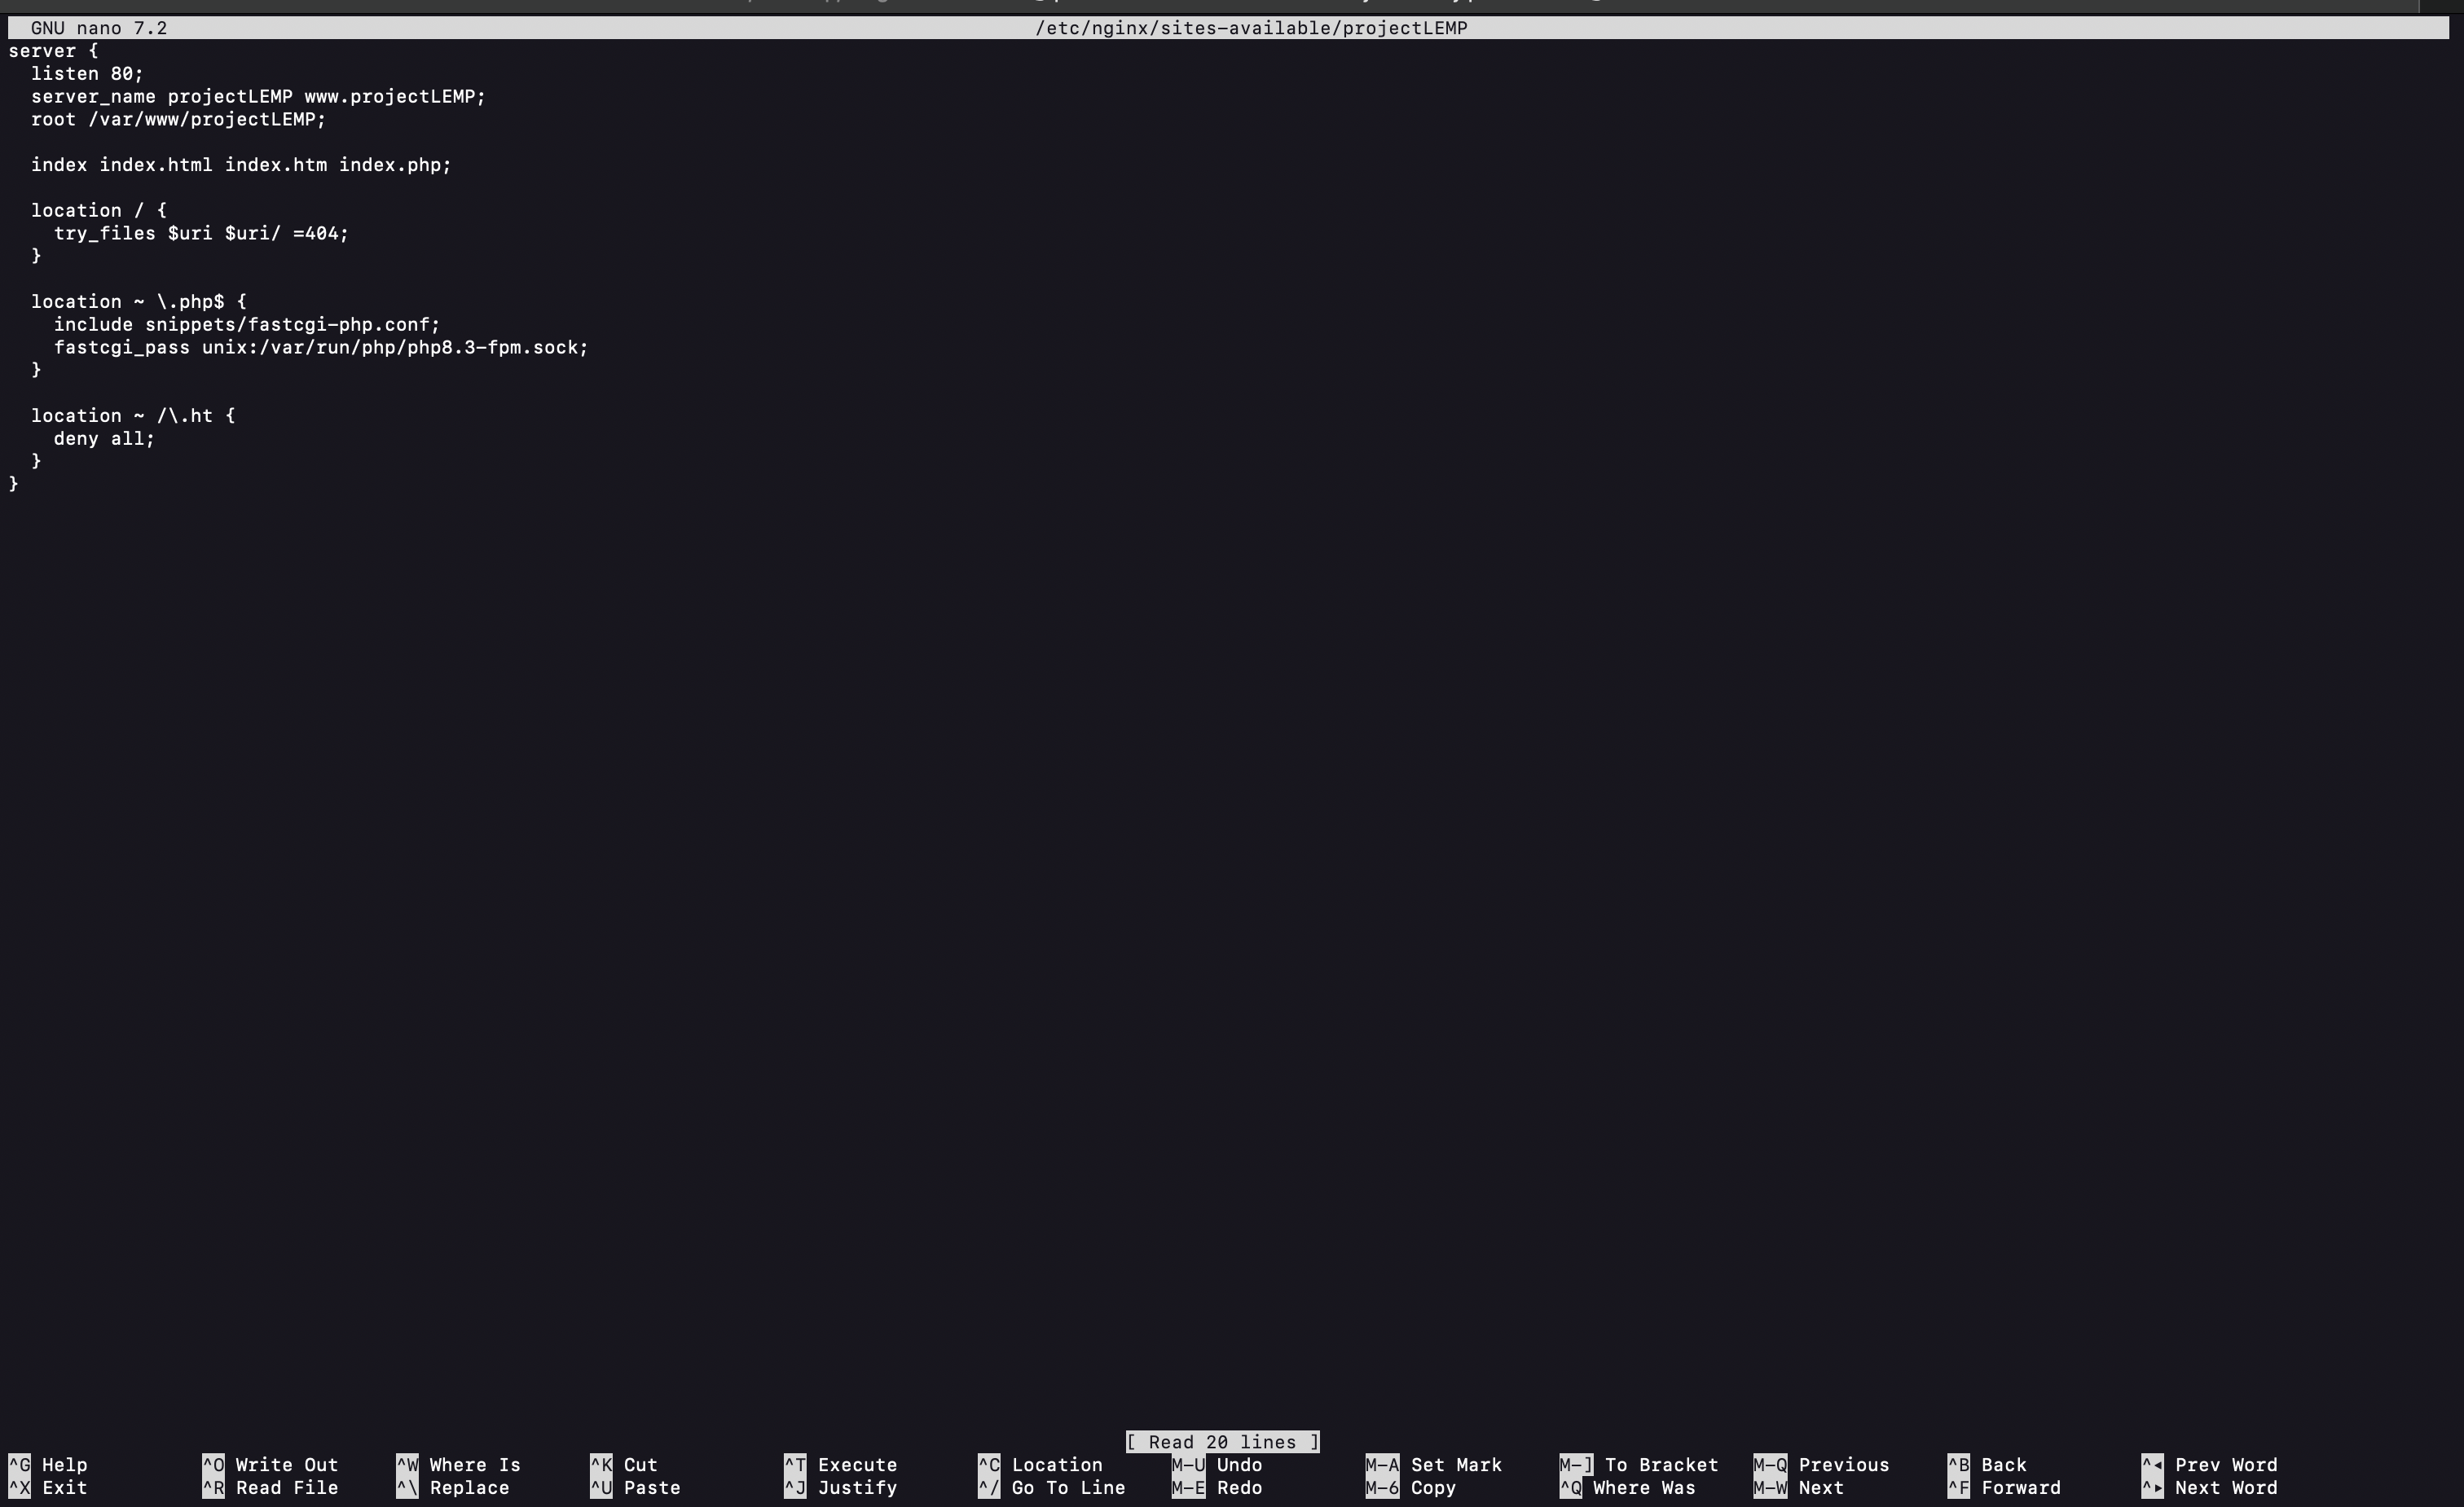 GNU nano 7.2 /etc/nginx/sites-available/projectLEMP
server {
  listen 80;
  server_name projectLEMP www.projectLEMP;
  root /var/www/projectLEMP;

  index index.html index.htm index.php;

  location / {
    try_files $uri $uri/ =404;
  }

  location ~ \.php$ {
    include snippets/fastcgi-php.conf;
    fastcgi_pass unix:/var/run/php/php8.3-fpm.sock;
  }

  location ~ /\.ht {
    deny all;
  }
}
[ Read 20 lines ]
^G Help ^O Write Out ^W Where Is ^K Cut ^T Execute ^C Location M-U Undo M-A Set Mark M-] To Bracket M-Q Previous ^B Back ^◂ Prev Word
^X Exit ^R Read File ^\ Replace ^U Paste ^J Justify ^/ Go To Line M-E Redo M-6 Copy ^Q Where Was M-W Next ^F Forward ^▸ Next Word